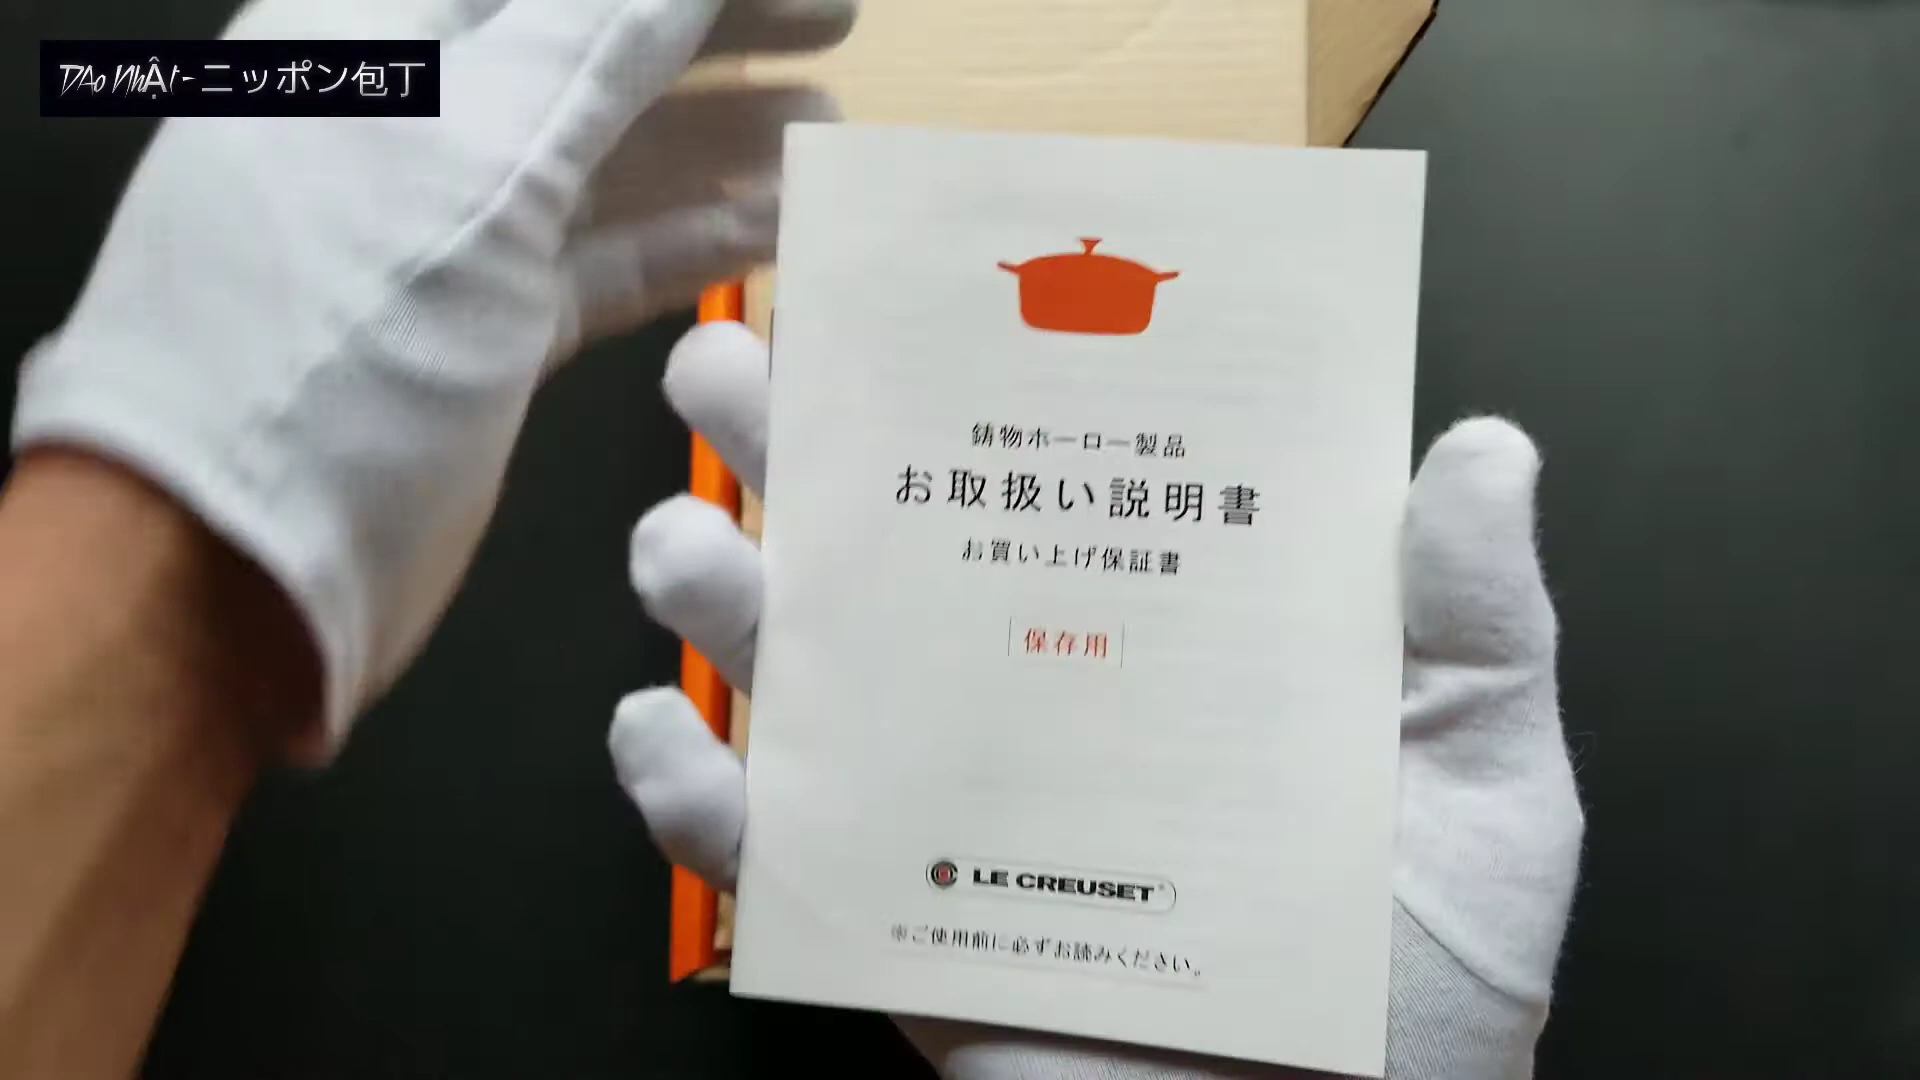 DAO NHẬT - ニッポン包丁
鋳物ホーロー製品
お取扱い説明書
お買い上げ保証書
保存用
LE CREUSET
※ご使用前に必ずお読みください。